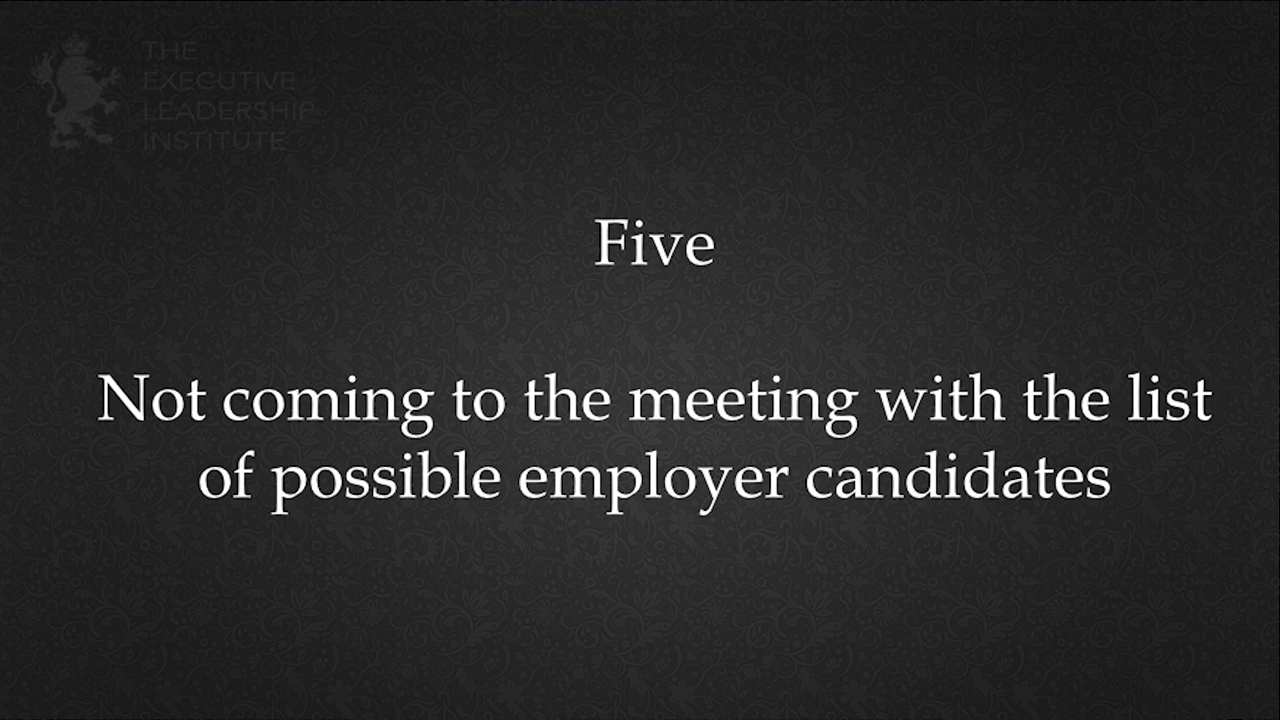 THE
EXECUTIVE
LEADERSHIP
INSTITUTE
Five
Not coming to the meeting with the list
of possible employer candidates